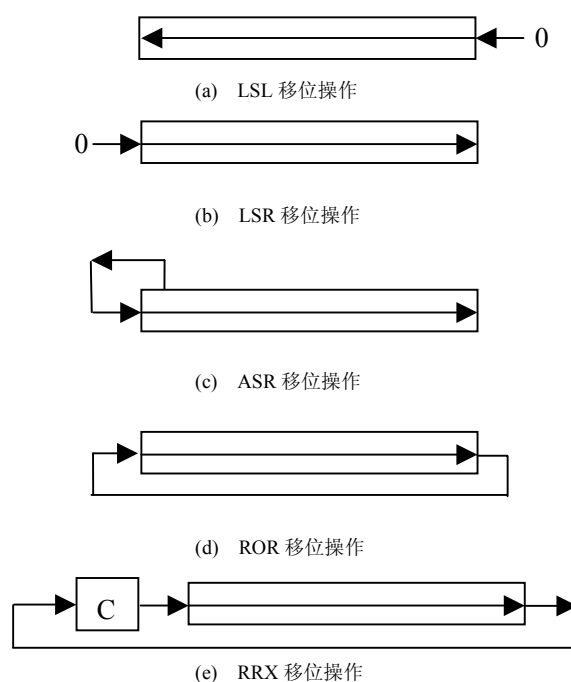 0
(a) LSL 移位操作
0
(b) LSR 移位操作
(c) ASR 移位操作
(d) ROR 移位操作
C
(e) RRX 移位操作